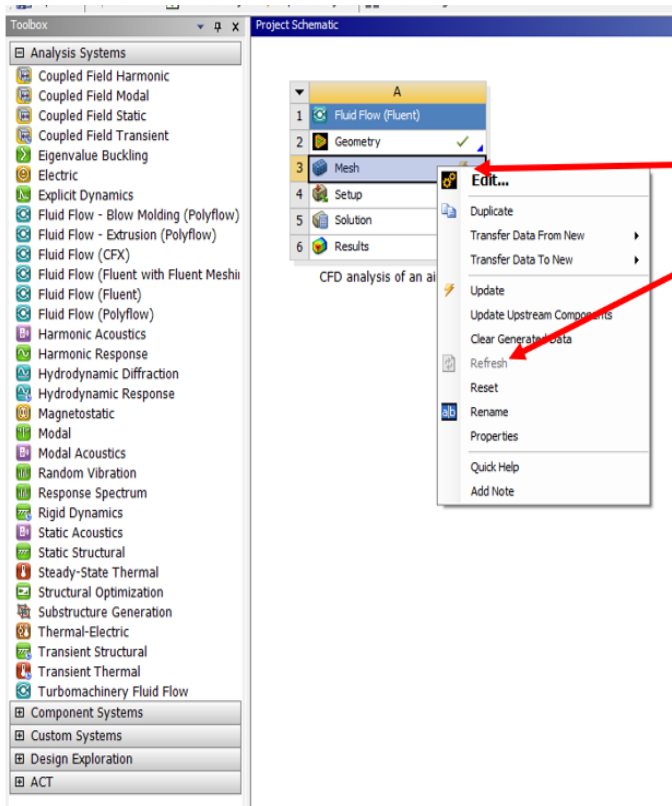 Toolbox
Project Schematic
Analysis Systems
Coupled Field Harmonic
Coupled Field Modal
Coupled Field Static
Coupled Field Transient
Eigenvalue Buckling
Electric
Explicit Dynamics
Fluid Flow - Blow Molding (Polyflow)
Fluid Flow - Extrusion (Polyflow)
Fluid Flow (CFX)
Fluid Flow (Fluent with Fluent Meshi
Fluid Flow (Fluent)
Fluid Flow (Polyflow)
Harmonic Acoustics
Harmonic Response
Hydrodynamic Diffraction
Hydrodynamic Response
Magnetostatic
Modal
Modal Acoustics
Random Vibration
Response Spectrum
Rigid Dynamics
Static Acoustics
Static Structural
Steady-State Thermal
Structural Optimization
Substructure Generation
Thermal-Electric
Transient Structural
Transient Thermal
Turbomachinery Fluid Flow
Component Systems
Custom Systems
Design Exploration
ACT
A
1 Fluid Flow (Fluent)
2 Geometry
3 Mesh
4 Setup
5 Solution
6 Results
CFD analysis of an ai
Edit...
Duplicate
Transfer Data From New
Transfer Data To New
Update
Update Upstream Components
Clear Generated Data
Refresh
Reset
a|b Rename
Properties
Quick Help
Add Note